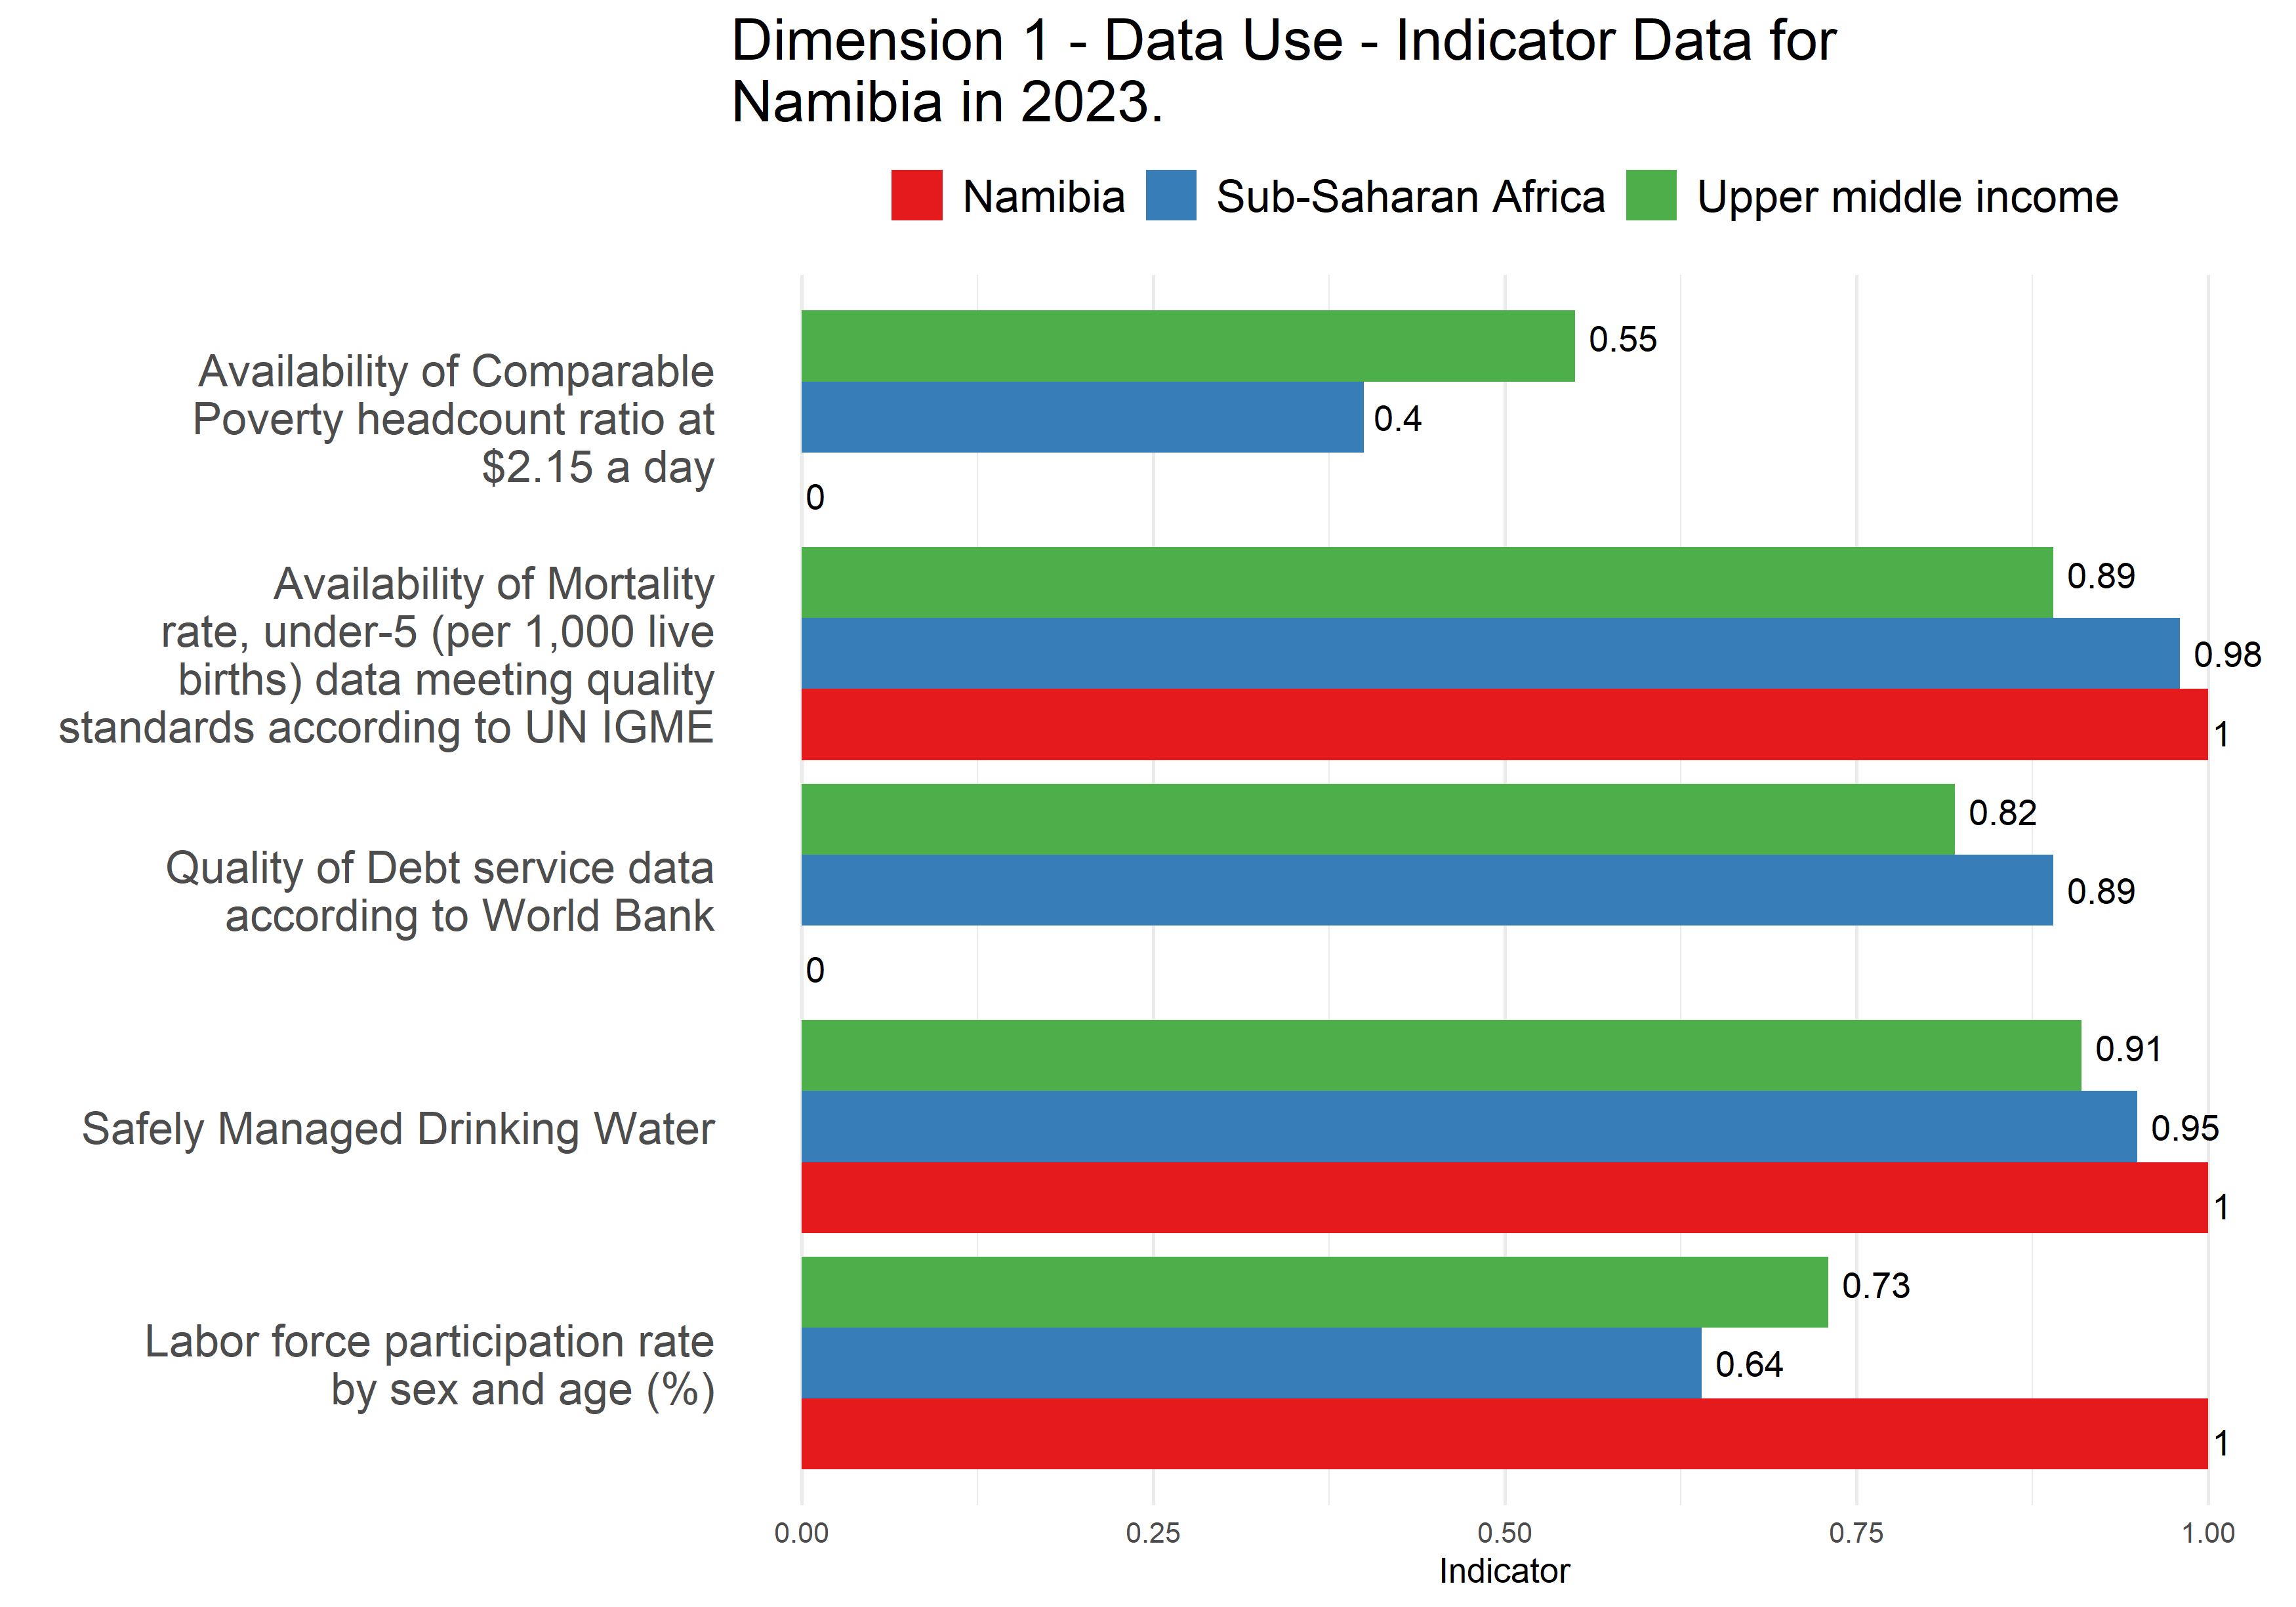 Dimension 1 - Data Use - Indicator Data for
Namibia in 2023.
Namibia
Sub-Saharan Africa
Upper middle income
Availability of Comparable
Poverty headcount ratio at
$2.15 a day
0.55
0.4
0
Availability of Mortality
rate, under-5 (per 1,000 live
births) data meeting quality
standards according to UN IGME
0.89
0.98
1
Quality of Debt service data
according to World Bank
0.82
0.89
0
Safely Managed Drinking Water
0.91
0.95
1
Labor force participation rate
by sex and age (%)
0.73
0.64
1
0.00
0.25
0.50
0.75
1.00
Indicator